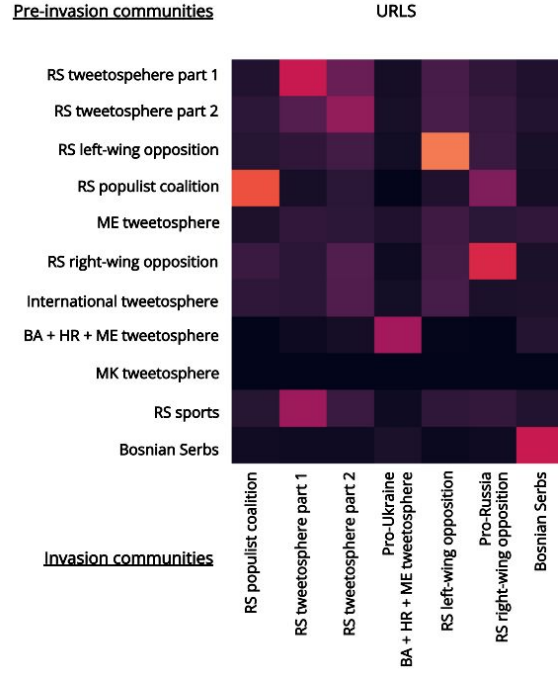 Pre-invasion communities
URLS
RS tweetospehere part 1
RS tweetosphere part 2
RS left-wing opposition
RS populist coalition
ME tweetosphere
RS right-wing opposition
International tweetosphere
BA + HR + ME tweetosphere
MK tweetosphere
RS sports
Bosnian Serbs
Invasion communities
RS populist coalition
RS tweetosphere part 1
RS tweetosphere part 2
Pro-Ukraine
BA + HR + ME tweetosphere
RS left-wing opposition
Pro-Russia
RS right-wing opposition
Bosnian Serbs